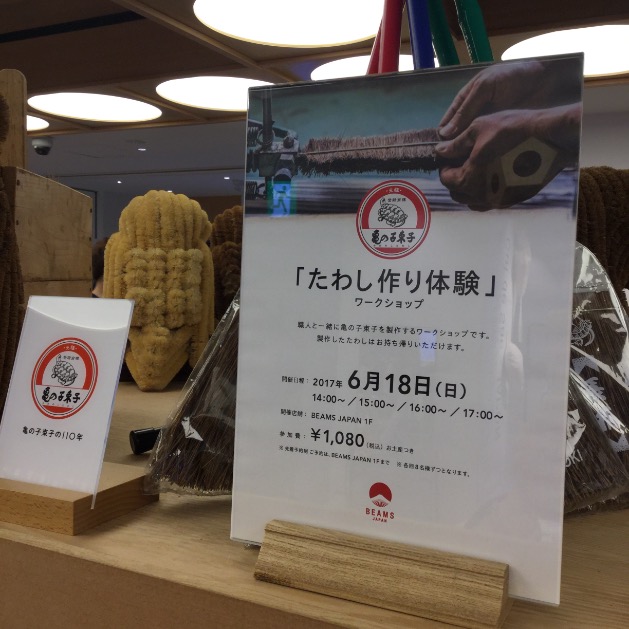 亀の子束子
亀の子束子の110年
亀の子束子
「たわし作り体験」
ワークショップ
職人と一緒に亀の子束子を製作するワークショップです。
製作したたわしはお持ち帰りいただけます。
開催日時： 2017年 6月18日(日)
14:00〜／15:00〜／16:00〜／17:00〜
開催店舗： BEAMS JAPAN 1F
参加費： ¥1,080(税込) お土産つき
BEAMS
JAPAN